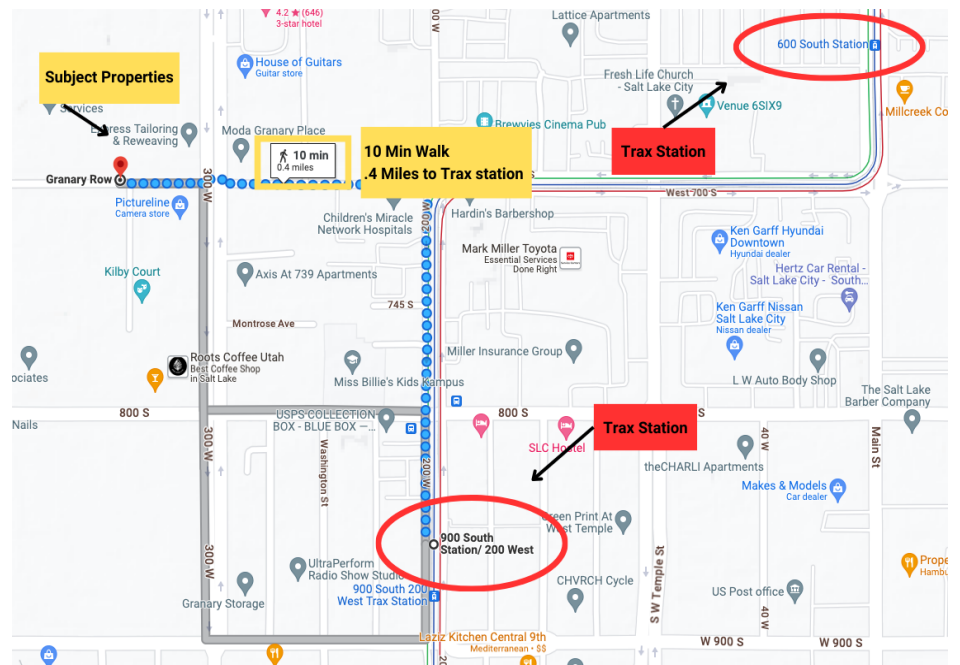 4.2 ★ (646)
3-star hotel
Lattice Apartments
600 South Station
House of Guitars
Guitar store
Subject Properties
Services
Fresh Life Church
- Salt Lake City
Venue 6SIX9
Millcreek Co
Express Tailoring
& Reweaving
Moda Granary Place
Brewvies Cinema Pub
Trax Station
10 min
0.4 miles
10 Min Walk
.4 Miles to Trax station
Granary Row
300 W
West 700 S
Pictureline
Camera store
Children's Miracle
Network Hospitals
Hardin's Barbershop
Mark Miller Toyota
Essential Services
Done Right
Ken Garff Hyundai
Downtown
Hyundai dealer
Kilby Court
Axis At 739 Apartments
Hertz Car Rental -
Salt Lake City - South...
745 S
Ken Garff Nissan
Salt Lake City
Nissan dealer
Montrose Ave
Roots Coffee Utah
Best Coffee Shop
in Salt Lake
Miller Insurance Group
ociates
Miss Billie's Kids Kampus
L W Auto Body Shop
The Salt Lake
Barber Company
800 S
USPS COLLECTION
BOX - BLUE BOX —...
800 S
S
Nails
Trax Station
SLC Hostel
300 W
Washington St
200 W
40 W
Main St
theCHARLI Apartments
Makes & Models
Car dealer
Green Print At
West Temple
900 South
Station/ 200 West
300 W
UltraPerform
Radio Show Studio
CHVRCH Cycle
S W Temple St
Prope
Hambu
Granary Storage
900 South 200
West Trax Station
US Post office
40 W
Laziz Kitchen Central 9th
Mediterranean • $$
W 900 S
W 900 S